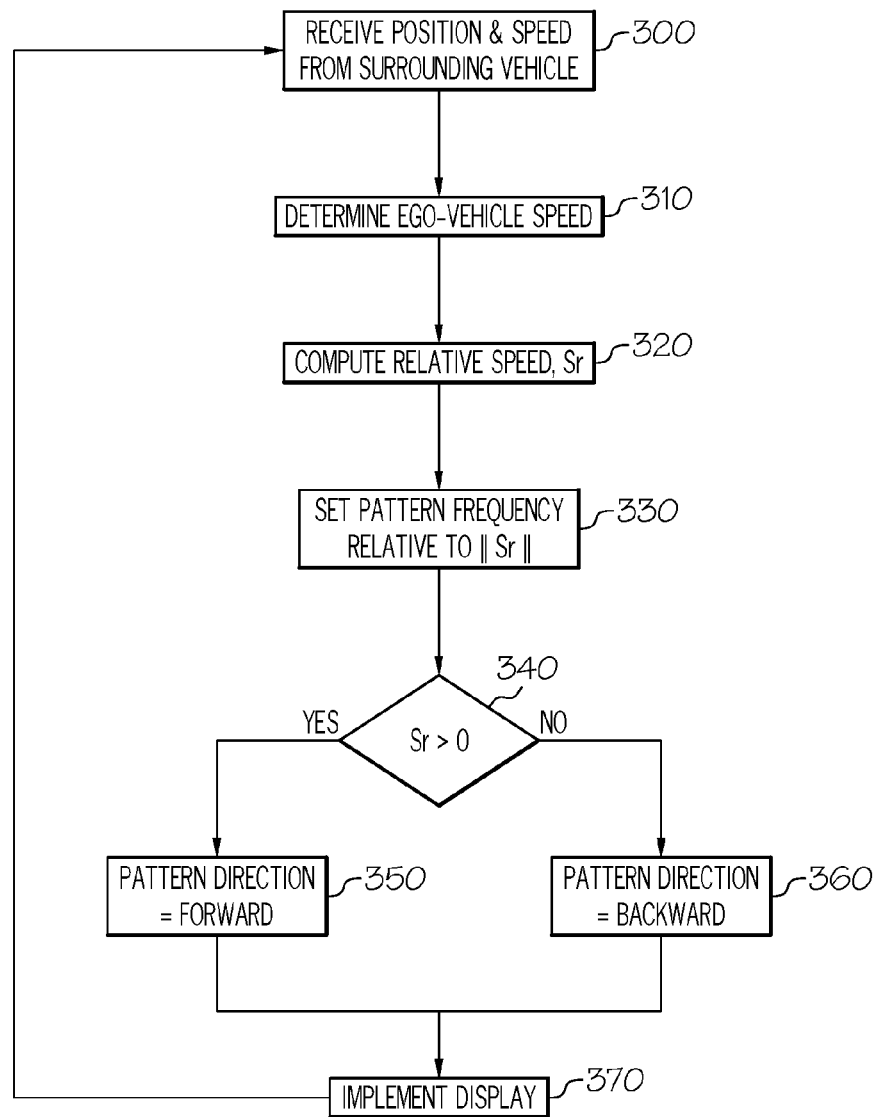 RECEIVE POSITION & SPEED
FROM SURROUNDING VEHICLE
300
DETERMINE EGO-VEHICLE SPEED
310
COMPUTE RELATIVE SPEED, Sr
320
SET PATTERN FREQUENCY
RELATIVE TO || Sr ||
330
340
YES
Sr > 0
NO
PATTERN DIRECTION
= FORWARD
350
PATTERN DIRECTION
= BACKWARD
360
IMPLEMENT DISPLAY
370